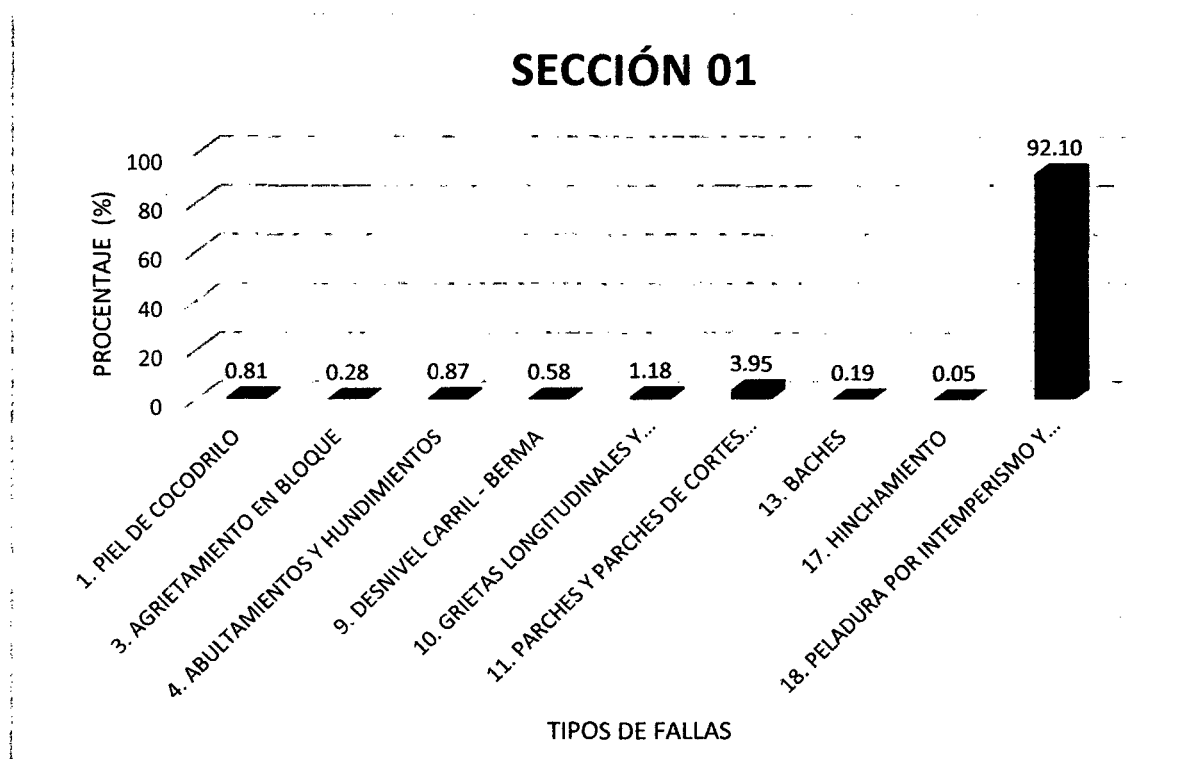 SECCIÓN 01
PROCENTAJE (%)
100
80
60
40
20
0
0.81
0.28
0.87
0.58
1.18
3.95
0.19
0.05
92.10
1. PIEL DE COCODRILO
3. AGRIETAMIENTO EN BLOQUE
4. ABULTAMIENTOS Y HUNDIMIENTOS
9. DESNIVEL CARRIL - BERMA
10. GRIETAS LONGITUDINALES Y...
11. PARCHES Y PARCHES DE CORTES...
13. BACHES
17. HINCHAMIENTO
18. PELADURA POR INTEMPERISMO Y...
TIPOS DE FALLAS